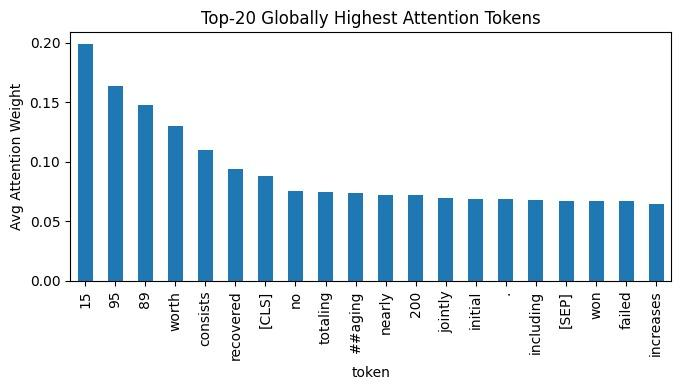 Top-20 Globally Highest Attention Tokens
0.20
0.15
0.10
0.05
0.00
Avg Attention Weight
15
95
89
worth
consists
recovered
[CLS]
no
totaling
##aging
nearly
200
jointly
initial
.
including
[SEP]
won
failed
increases
token